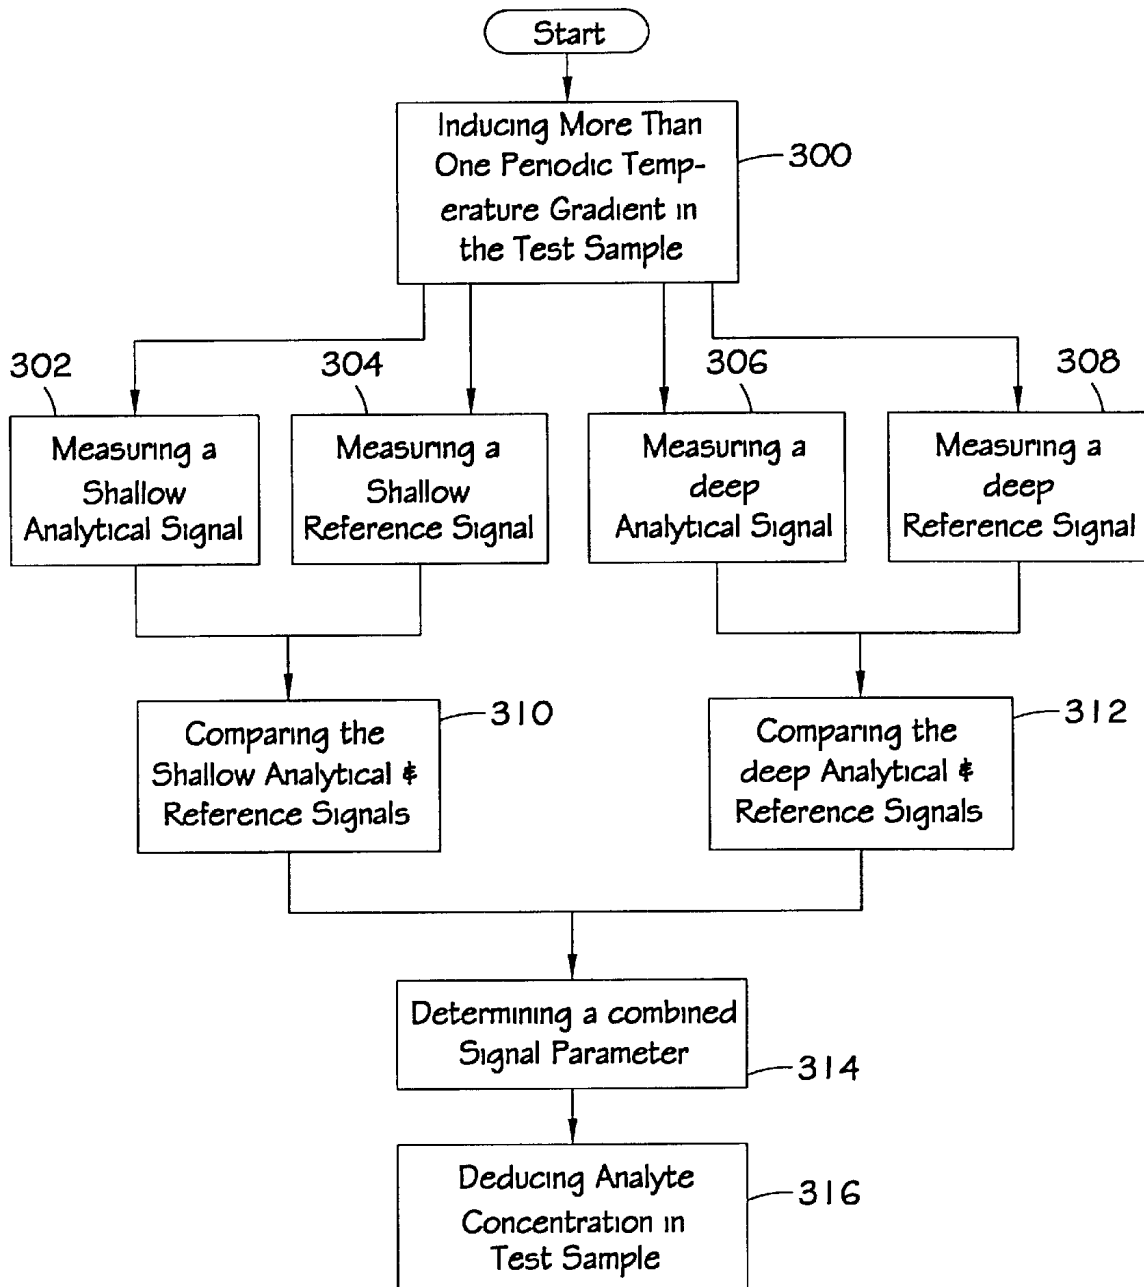 Start
Inducing More Than
One Periodic Temp-
erature Gradient in
the Test Sample
300
302
304
306
308
Measuring a
Shallow
Analytical Signal
Measuring a
Shallow
Reference Signal
Measuring a
deep
Analytical Signal
Measuring a
deep
Reference Signal
310
312
Comparing the
Shallow Analytical &
Reference Signals
Comparing the
deep Analytical &
Reference Signals
Determining a combined
Signal Parameter
314
Deducing Analyte
Concentration in
Test Sample
316